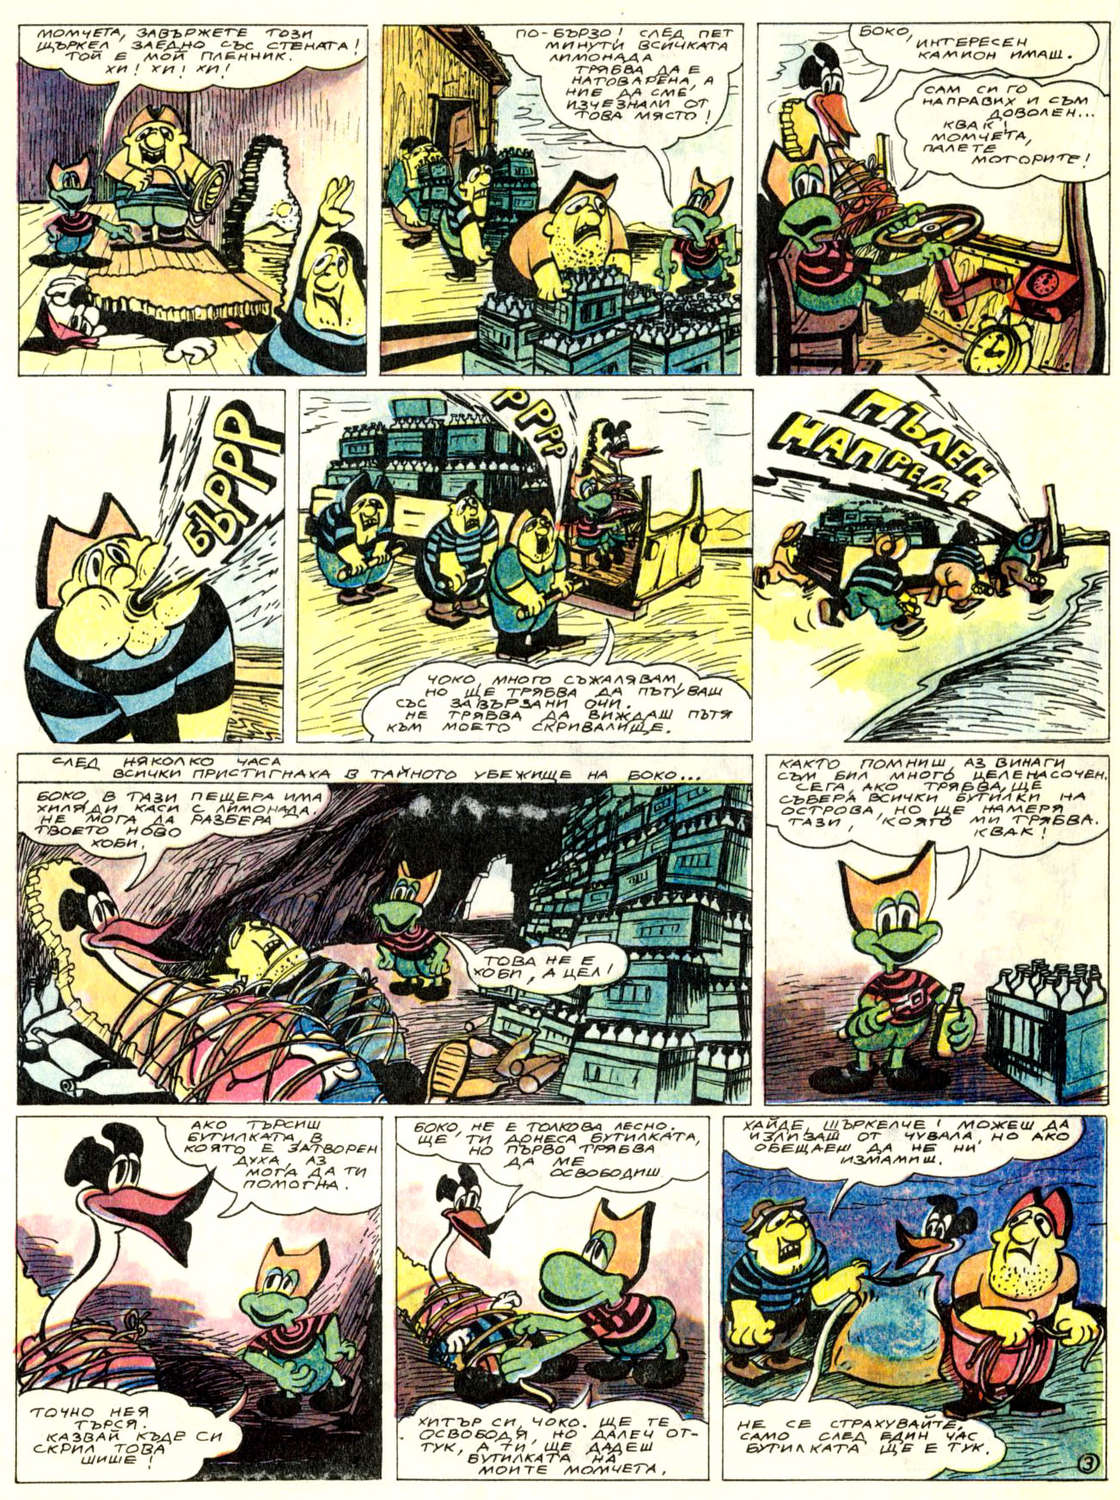 МОМЧЕТА, ЗАВЪРЖЕТЕ ТОЗИ
ЩЪРКЕЛ ЗАЕДНО СЪС СТЕНАТА!
ТОЙ Е МОЙ ПЛЕННИК.
ХИ! ХИ! ХИ!
ПО-БЪРЗО! СЛЕД ПЕТ
МИНУТИ ВСИЧКАТА
ЛИМОНАДА
ТРЯБВА ДА Е
НАТОВАРЕНА, А
НИЕ ДА СМЕ
ИЗЧЕЗНАЛИ ОТ
ТОВА МЯСТО!
БОКО,
ИНТЕРЕСЕН
КАМИОН ИМАШ.
САМ СИ ГО
НАПРАВИХ И СЪМ
ДОВОЛЕН...
КВАК!
МОМЧЕТА,
ПАЛЕТЕ
МОТОРИТЕ!
БЪРРР
РРРРР
ЧОКО МНОГО СЪЖАЛЯВАМ,
НО ЩЕ ТРЯБВА ДА ПЪТУВАШ
СЪС ЗАВЪРЗАНИ ОЧИ.
НЕ ТРЯБВА ДА ВИЖДАШ ПЪТЯ
КЪМ МОЕТО СКРИВАЛИЩЕ.
ПЪЛЕН
НАПРЕД!
СЛЕД НЯКОЛКО ЧАСА
ВСИЧКИ ПРИСТИГНАХА В ТАЙНОТО УБЕЖИЩЕ НА БОКО...
БОКО, В ТАЗИ ПЕЩЕРА ИМА
ХИЛЯДИ КАСИ С ЛИМОНАДА.
НЕ МОГА ДА РАЗБЕРА
ТВОЕТО НОВО
ХОБИ.
ТОВА НЕ Е
ХОБИ, А ЦЕЛ!
КАКТО ПОМНИШ, АЗ ВИНАГИ
СЪМ БИЛ МНОГО ЦЕЛЕНАСОЧЕН.
СЕГА, АКО ТРЯБВА, ЩЕ
СЪБЕРА ВСИЧКИ БУТИЛКИ НА
ОСТРОВА, НО ЩЕ НАМЕРЯ
ТАЗИ, КОЯТО МИ ТРЯБВА.
КВАК!
АКО ТЪРСИШ
БУТИЛКАТА, В
КОЯТО Е ЗАТВОРЕН
ДУХА, АЗ
МОГА ДА ТИ
ПОМОГНА.
ТОЧНО НЕЯ
ТЪРСЯ.
КАЗВАЙ КЪДЕ СИ
СКРИЛ ТОВА
ШИШЕ!
БОКО, НЕ Е ТОЛКОВА ЛЕСНО.
ЩЕ ТИ ДОНЕСА БУТИЛКАТА,
НО ПЪРВО ТРЯБВА
ДА МЕ
ОСВОБОДИШ
ХИТЪР СИ, ЧОКО. ЩЕ ТЕ
ОСВОБОДЯ, НО ДАЛЕЧ ОТ-
ТУК, А ТИ ЩЕ ДАДЕШ
БУТИЛКАТА НА
МОИТЕ МОМЧЕТА.
ХАЙДЕ, ЩЪРКЕЛЧЕ! МОЖЕШ ДА
ИЗЛИЗАШ ОТ ЧУВАЛА, НО АКО
ОБЕЩАЕШ ДА НЕ НИ
ИЗМАМИШ.
НЕ СЕ СТРАХУВАЙТЕ.
САМО СЛЕД ЕДИН ЧАС
БУТИЛКАТА ЩЕ Е ТУК.
3